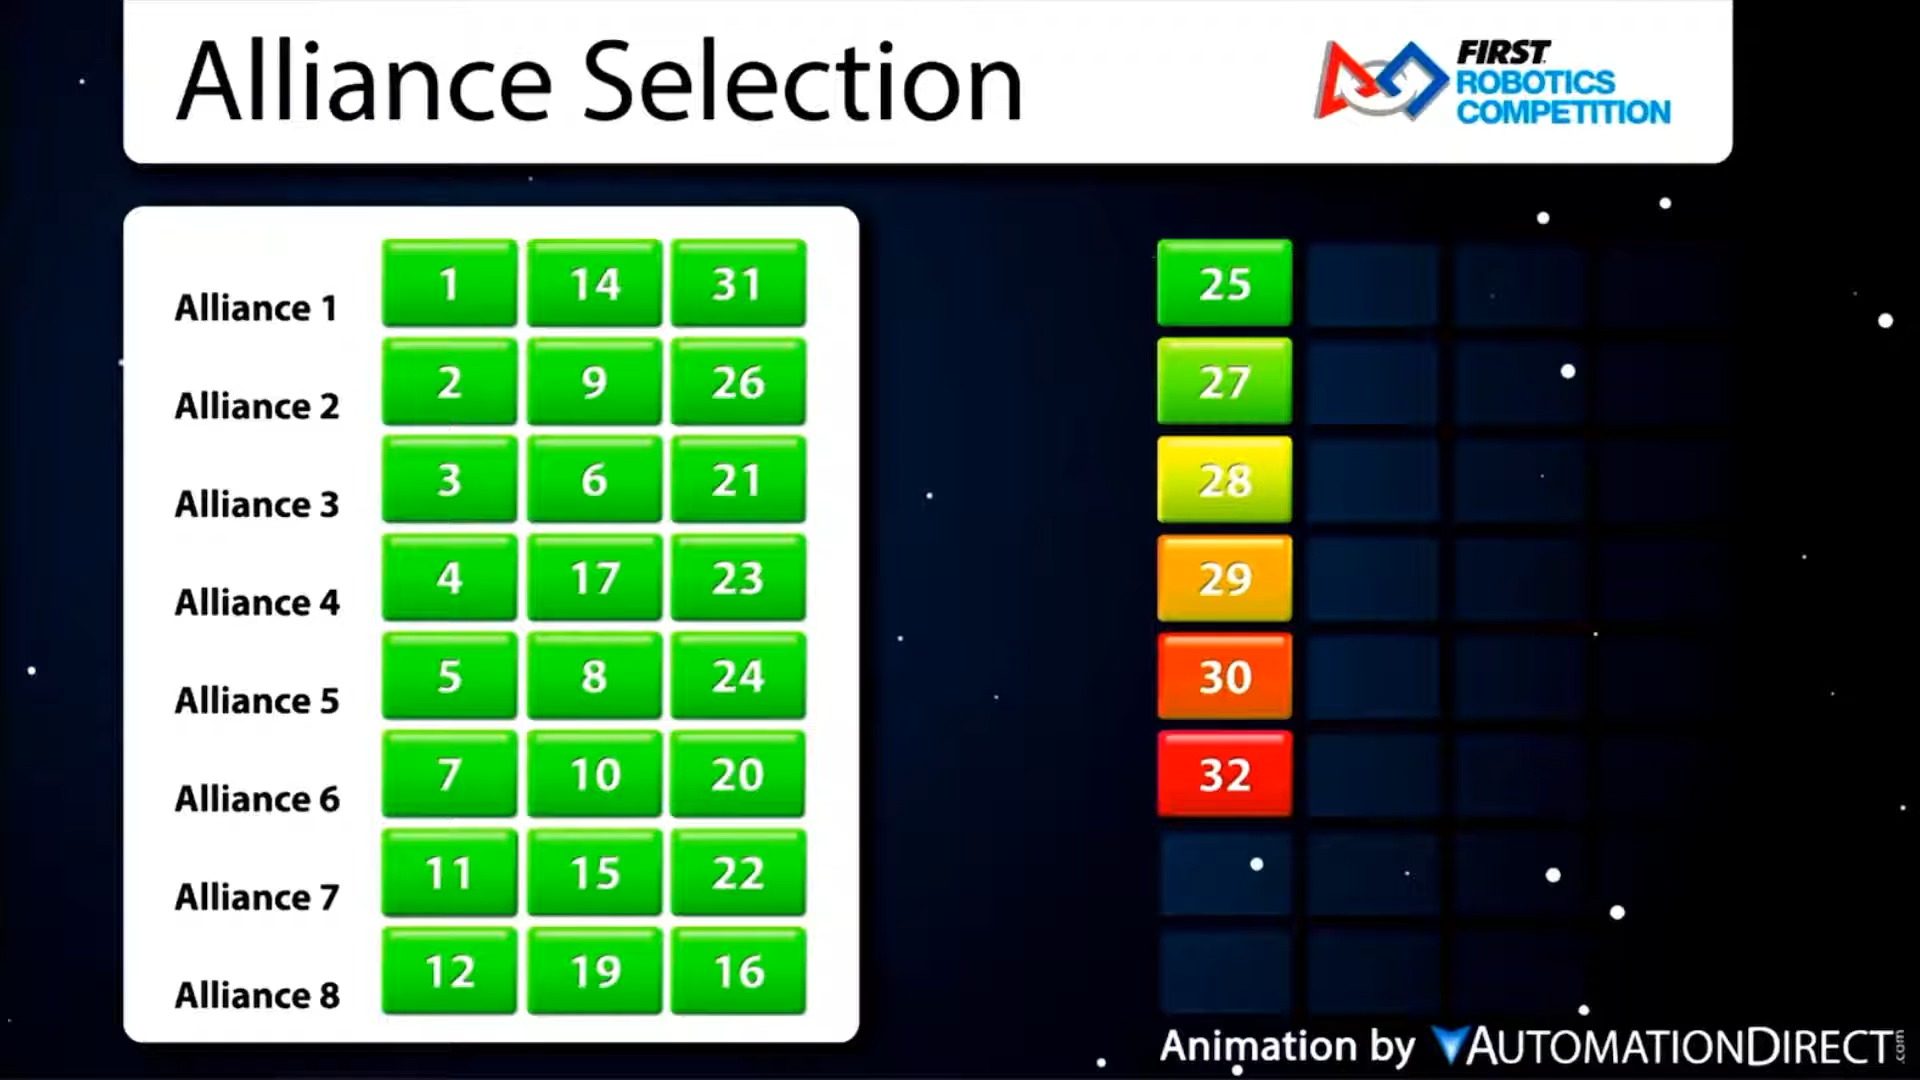 Alliance Selection
FIRST
ROBOTICS
COMPETITION
Alliance 1 1 14 31
Alliance 2 2 9 26
Alliance 3 3 6 21
Alliance 4 4 17 23
Alliance 5 5 8 24
Alliance 6 7 10 20
Alliance 7 11 15 22
Alliance 8 12 19 16
25
27
28
29
30
32
Animation by AUTOMATIONDIRECT.com